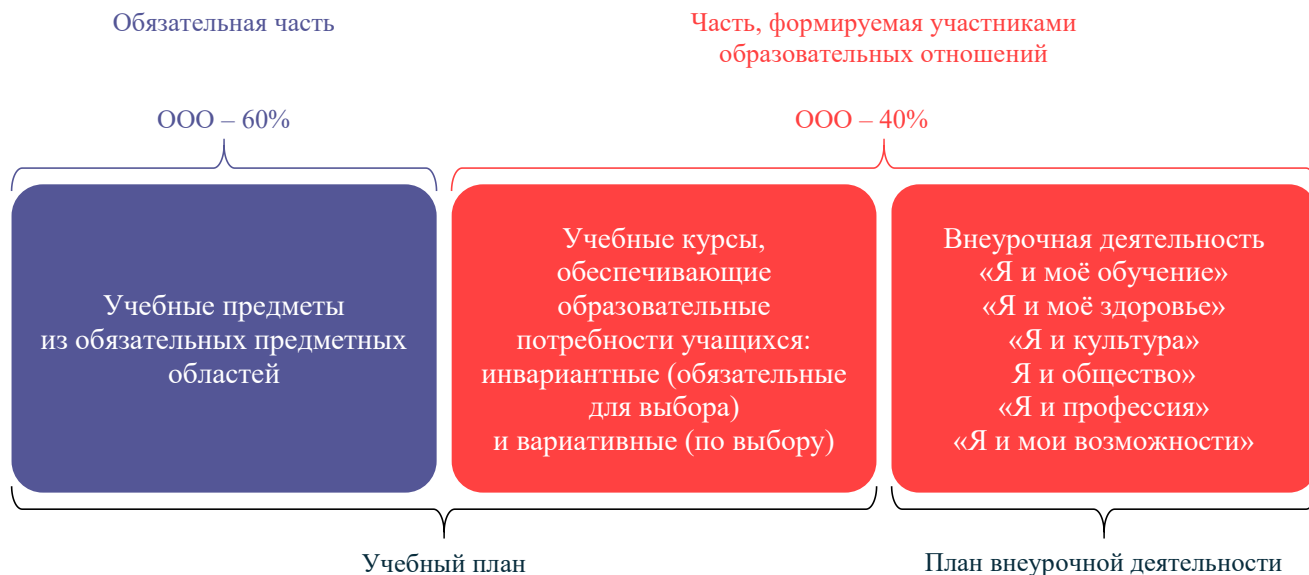 Обязательная часть
Часть, формируемая участниками
образовательных отношений
ООО – 60%
ООО – 40%
Учебные предметы
из обязательных предметных
областей
Учебные курсы,
обеспечивающие
образовательные
потребности учащихся:
инвариантные (обязательные
для выбора)
и вариативные (по выбору)
Внеурочная деятельность
«Я и моё обучение»
«Я и моё здоровье»
«Я и культура»
Я и общество»
«Я и профессия»
«Я и мои возможности»
Учебный план
План внеурочной деятельности